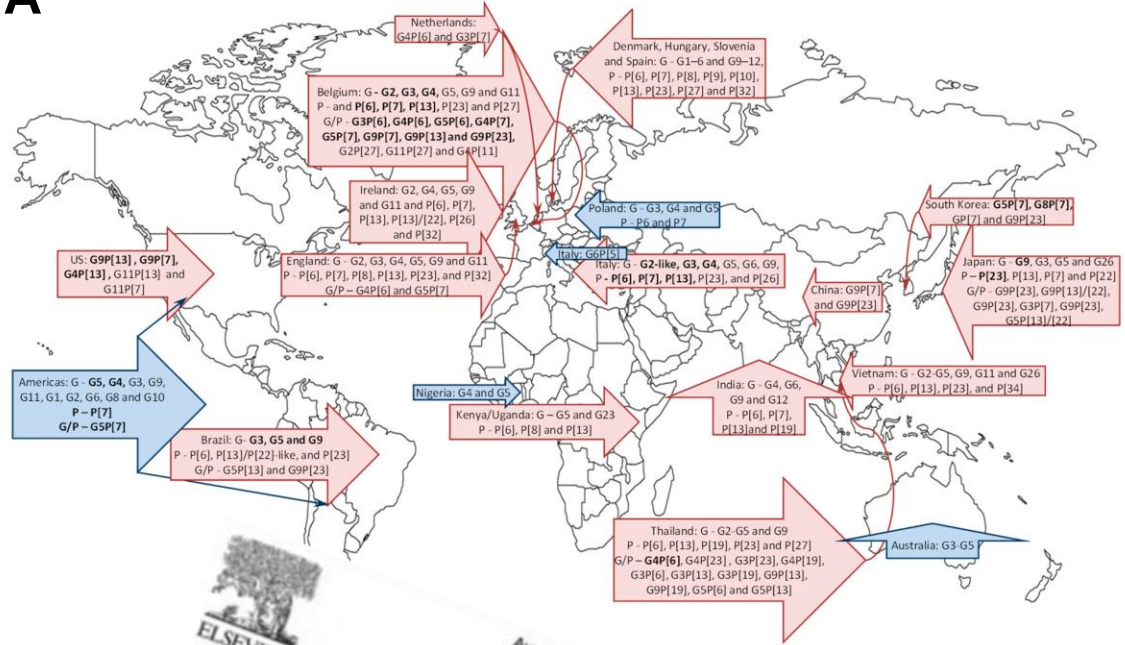 A
Netherlands:
G4P[6] and G3P[7]
Denmark, Hungary, Slovenia
and Spain: G - G1–6 and G9–12,
P - P[6], P[7], P[8], P[9], P[10],
P[13], P[23], P[27] and P[32]
Belgium: G - G2, G3, G4, G5, G9 and G11
P - and P[6], P[7], P[13], P[23] and P[27]
G/P - G3P[6], G4P[6], G5P[6], G4P[7],
G5P[7], G9P[7], G9P[13] and G9P[23],
G2P[27], G11P[27] and G4P[11]
Ireland: G2, G4, G5, G9
and G11 and P[6], P[7],
P[13], P[13]/[22], P[26]
and P[32]
Poland: G - G3, G4 and G5
P - P6 and P7
South Korea: G5P[7], G8P[7],
GP[7] and G9P[23]
US: G9P[13] , G9P[7],
G4P[13] , G11P[13] and
G11P[7]
England: G - G2, G3, G4, G5, G9 and G11
P - P[6], P[7], P[8], P[13], P[23], and P[32]
G/P – G4P[6] and G5P[7]
Italy: G6P[5]
Italy: G - G2-like, G3, G4, G5, G6, G9,
P - P[6], P[7], P[13], P[23], and P[26]
China: G9P[7]
and G9P[23]
Japan: G - G9, G3, G5 and G26
P – P[23], P[13], P[7] and P[22]
G/P - G9P[23], G9P[13]/[22],
G9P[23], G3P[7], G9P[23],
G5P[13]/[22]
Americas: G - G5, G4, G3, G9,
G11, G1, G2, G6, G8 and G10
P – P[7]
G/P – G5P[7]
Nigeria: G4 and G5
Kenya/Uganda: G – G5 and G23
P - P[6], P[8] and P[13]
India: G - G4, G6,
G9 and G12
P - P[6], P[7],
P[13]and P[19]
Vietnam: G - G2-G5, G9, G11 and G26
P - P[6], P[13], P[23], and P[34]
Brazil: G- G3, G5 and G9
P - P[6], P[13]/P[22]-like, and P[23]
G/P - G5P[13] and G9P[23]
Thailand: G - G2-G5 and G9
P - P[6], P[13], P[19], P[23] and P[27]
G/P – G4P[6], G4P[23] , G3P[23], G4P[19],
G3P[6], G3P[13], G3P[19], G9P[13],
G9P[19], G5P[6] and G5P[13]
Australia: G3-G5